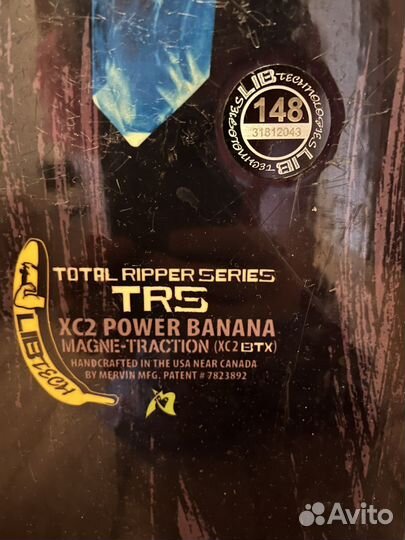 LIB TECHNOLOGIES
148
31812043
LIB TECHNOLOGIES
TOTAL RIPPER SERIES
TRS
XC2 POWER BANANA
MAGNE-TRACTION (XC2 BTX)
HANDCRAFTED IN THE USA NEAR CANADA
BY MERVIN MFG. PATENT # 7823892
LIBTECH
Avito